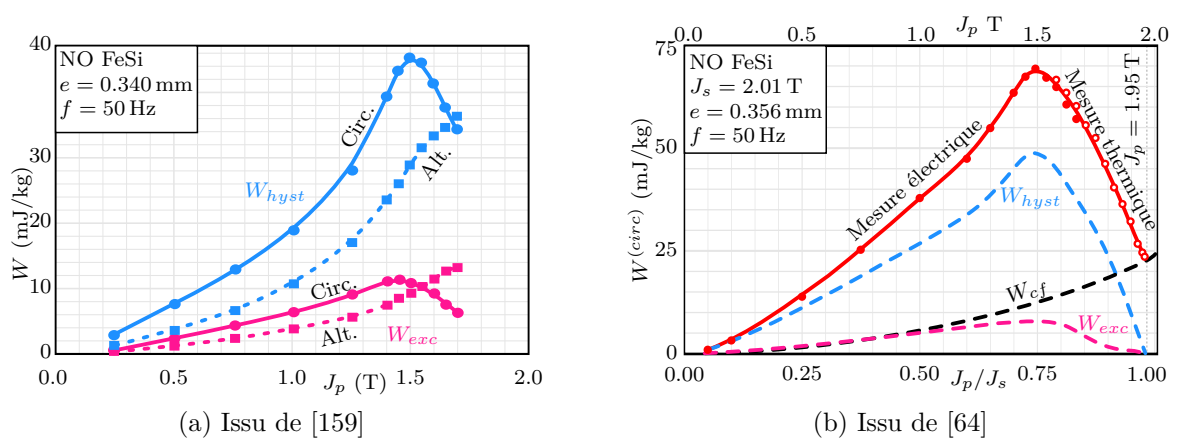 NO FeSi
e = 0.340 mm
f = 50 Hz
40
30
20
10
0
W (mJ/kg)
Circ.
Alt.
W_hyst
Circ.
Alt.
W_exc
0.0 0.5 1.0 1.5 2.0
J_p (T)
(a) Issu de [159]
J_p T
0.0 0.5 1.0 1.5 2.0
NO FeSi
J_s = 2.01 T
e = 0.356 mm
f = 50 Hz
75
50
25
0
W^(circ) (mJ/kg)
Mesure électrique
Mesure thermique
J_p = 1.95 T
W_hyst
W_cf
W_exc
0.00 0.25 0.50 0.75 1.00
J_p/J_s
(b) Issu de [64]